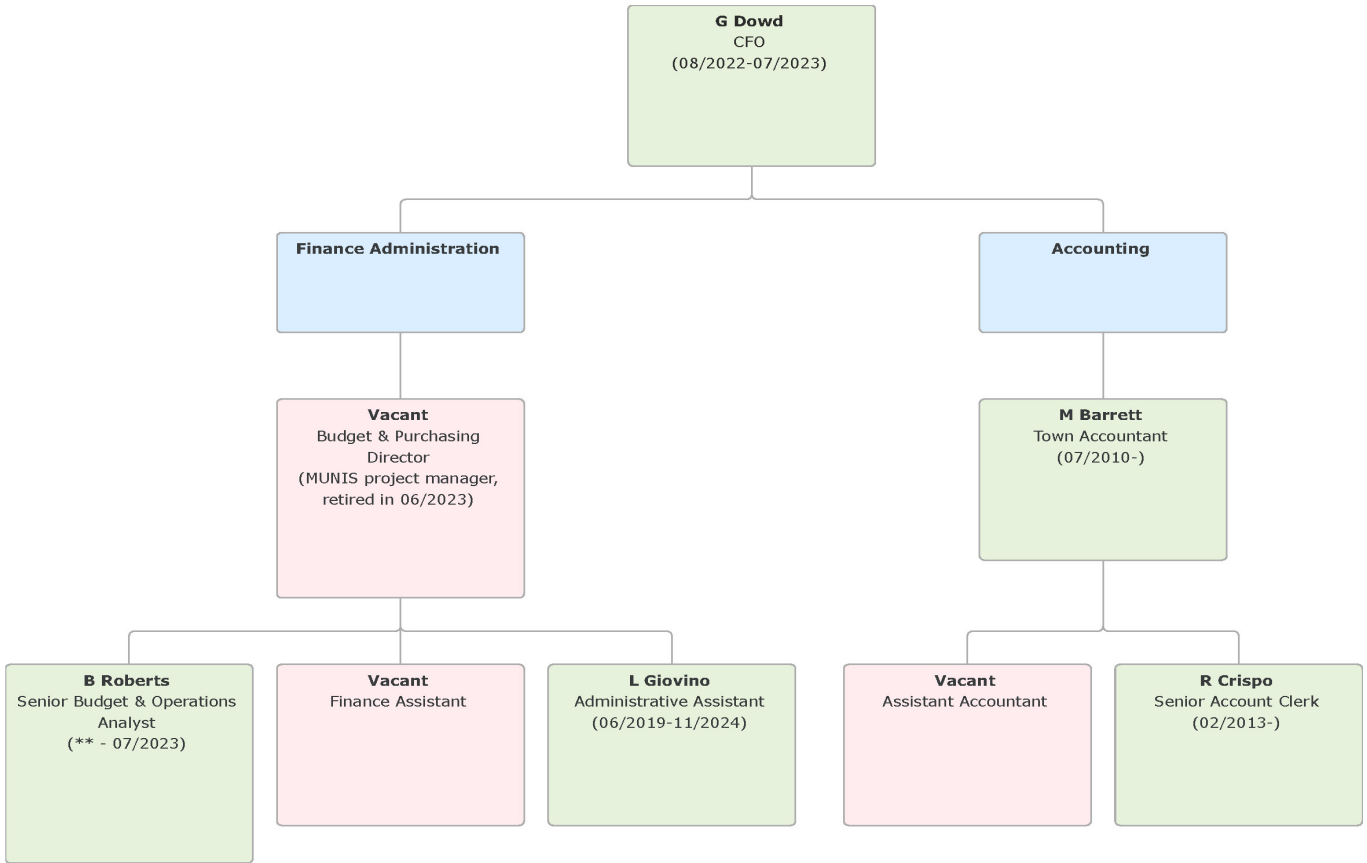 G Dowd
CFO
(08/2022-07/2023)
Finance Administration
Accounting
Vacant
Budget & Purchasing
Director
(MUNIS project manager,
retired in 06/2023)
M Barrett
Town Accountant
(07/2010-)
B Roberts
Senior Budget & Operations
Analyst
(** - 07/2023)
Vacant
Finance Assistant
L Giovino
Administrative Assistant
(06/2019-11/2024)
Vacant
Assistant Accountant
R Crispo
Senior Account Clerk
(02/2013-)